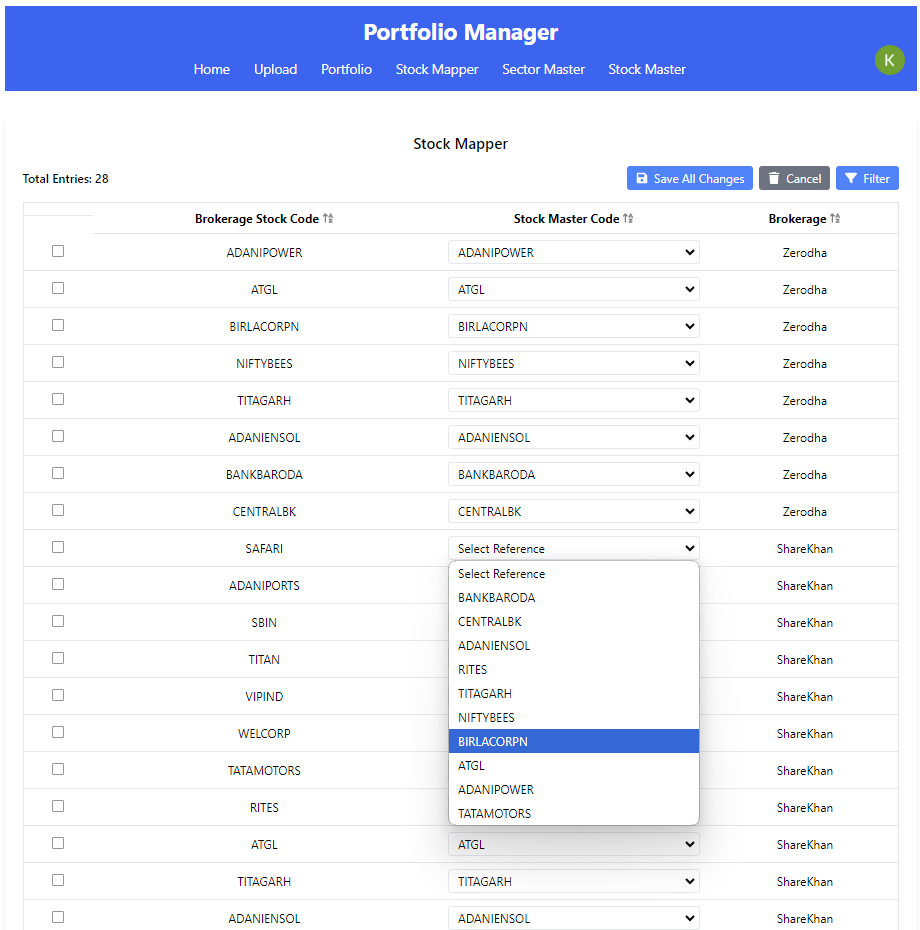 Portfolio Manager
Home Upload Portfolio Stock Mapper Sector Master Stock Master
K
Stock Mapper
Total Entries: 28 Save All Changes Cancel Filter
Brokerage Stock Code Stock Master Code Brokerage
ADANIPOWER ADANIPOWER Zerodha
ATGL ATGL Zerodha
BIRLACORPN BIRLACORPN Zerodha
NIFTYBEES NIFTYBEES Zerodha
TITAGARH TITAGARH Zerodha
ADANIENSOL ADANIENSOL Zerodha
BANKBARODA BANKBARODA Zerodha
CENTRALBK CENTRALBK Zerodha
SAFARI Select Reference ShareKhan
Select Reference
ADANIPORTS ShareKhan
BANKBARODA
SBIN CENTRALBK ShareKhan
ADANIENSOL
TITAN ShareKhan
RITES
VIPIND TITAGARH ShareKhan
NIFTYBEES
WELCORP ShareKhan
BIRLACORPN
TATAMOTORS ATGL ShareKhan
ADANIPOWER
RITES ShareKhan
TATAMOTORS
ATGL ATGL ShareKhan
TITAGARH TITAGARH ShareKhan
ADANIENSOL ADANIENSOL ShareKhan